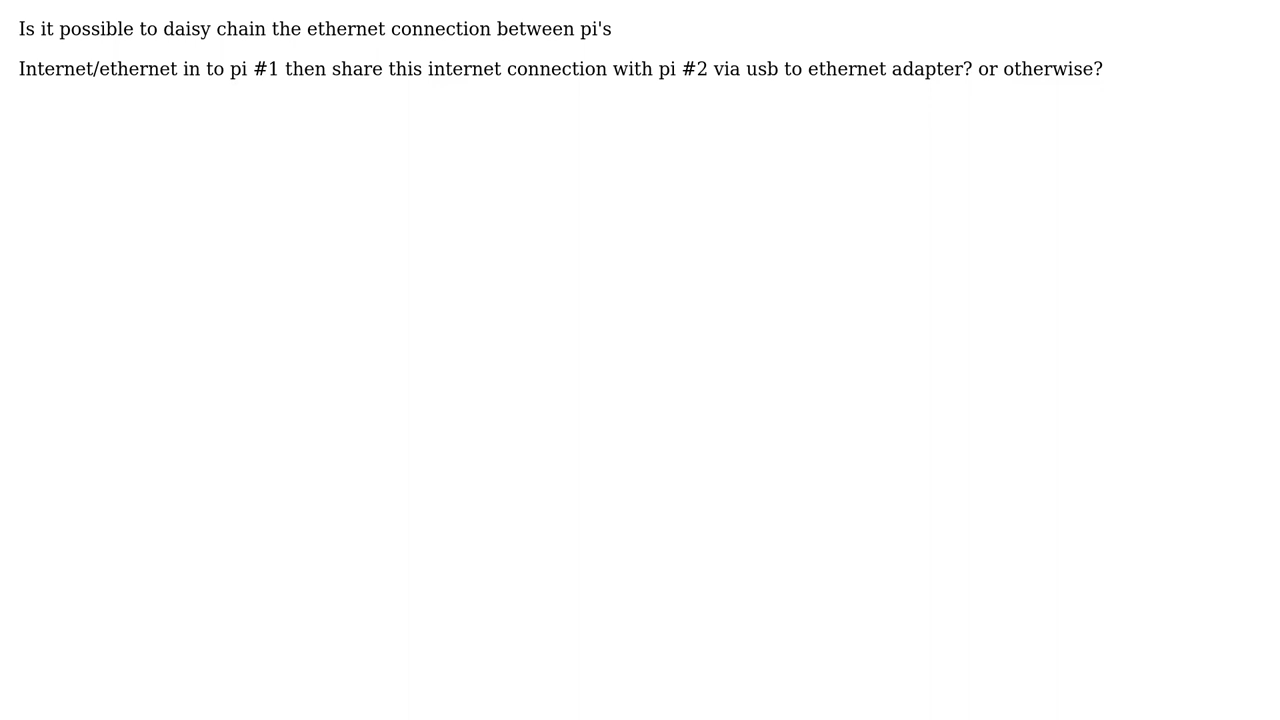 Is it possible to daisy chain the ethernet connection between pi's
Internet/ethernet in to pi #1 then share this internet connection with pi #2 via usb to ethernet adapter? or otherwise?